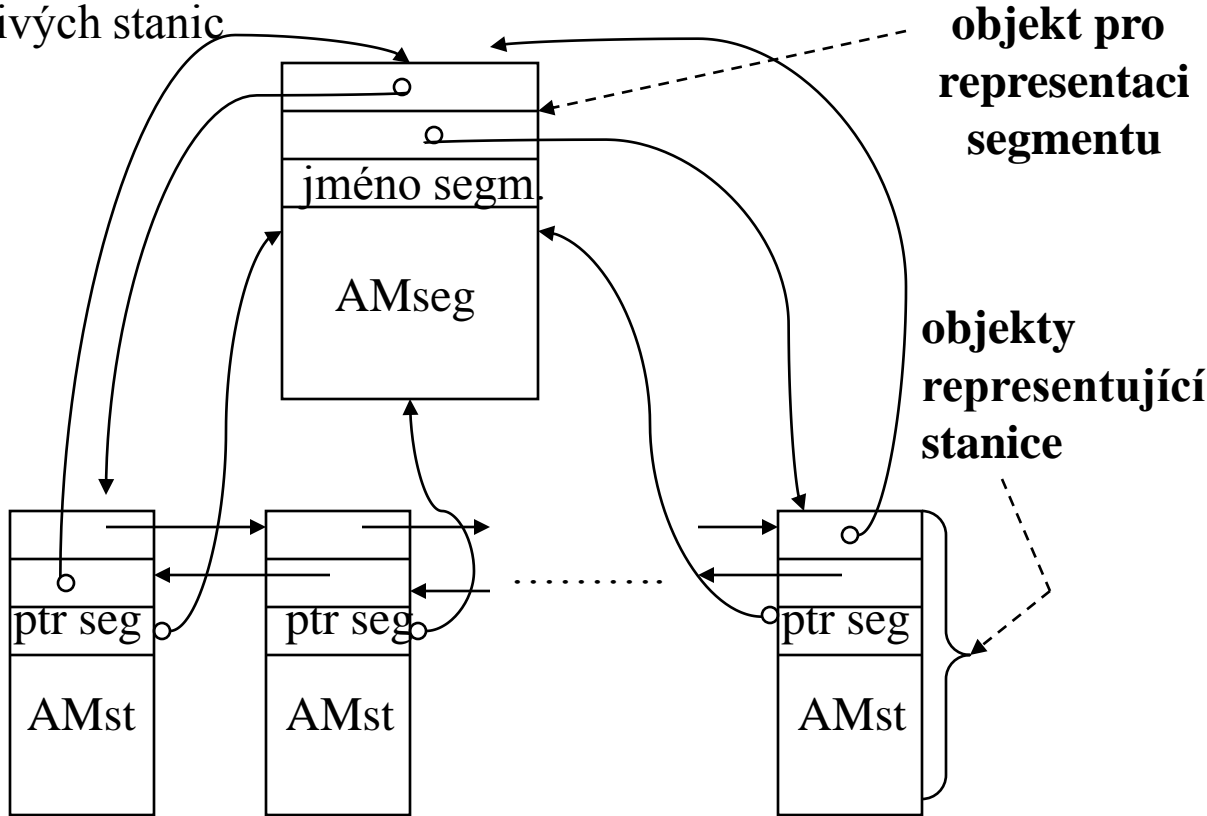 stanic
objekt pro
representaci
segmentu
jméno segm.
AMseg
objekty
representující
stanice
ptr seg
ptr seg
ptr seg
AMst
AMst
AMst